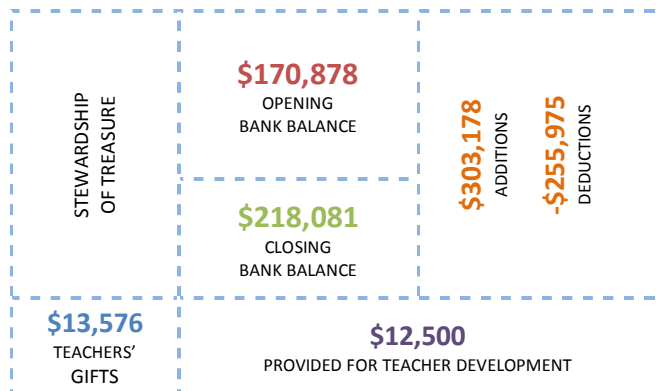 STEWARDSHIP
OF TREASURE
$170,878
OPENING
BANK BALANCE
$218,081
CLOSING
BANK BALANCE
$303,178
ADDITIONS
-$255,975
DEDUCTIONS
$13,576
TEACHERS’
GIFTS
$12,500
PROVIDED FOR TEACHER DEVELOPMENT